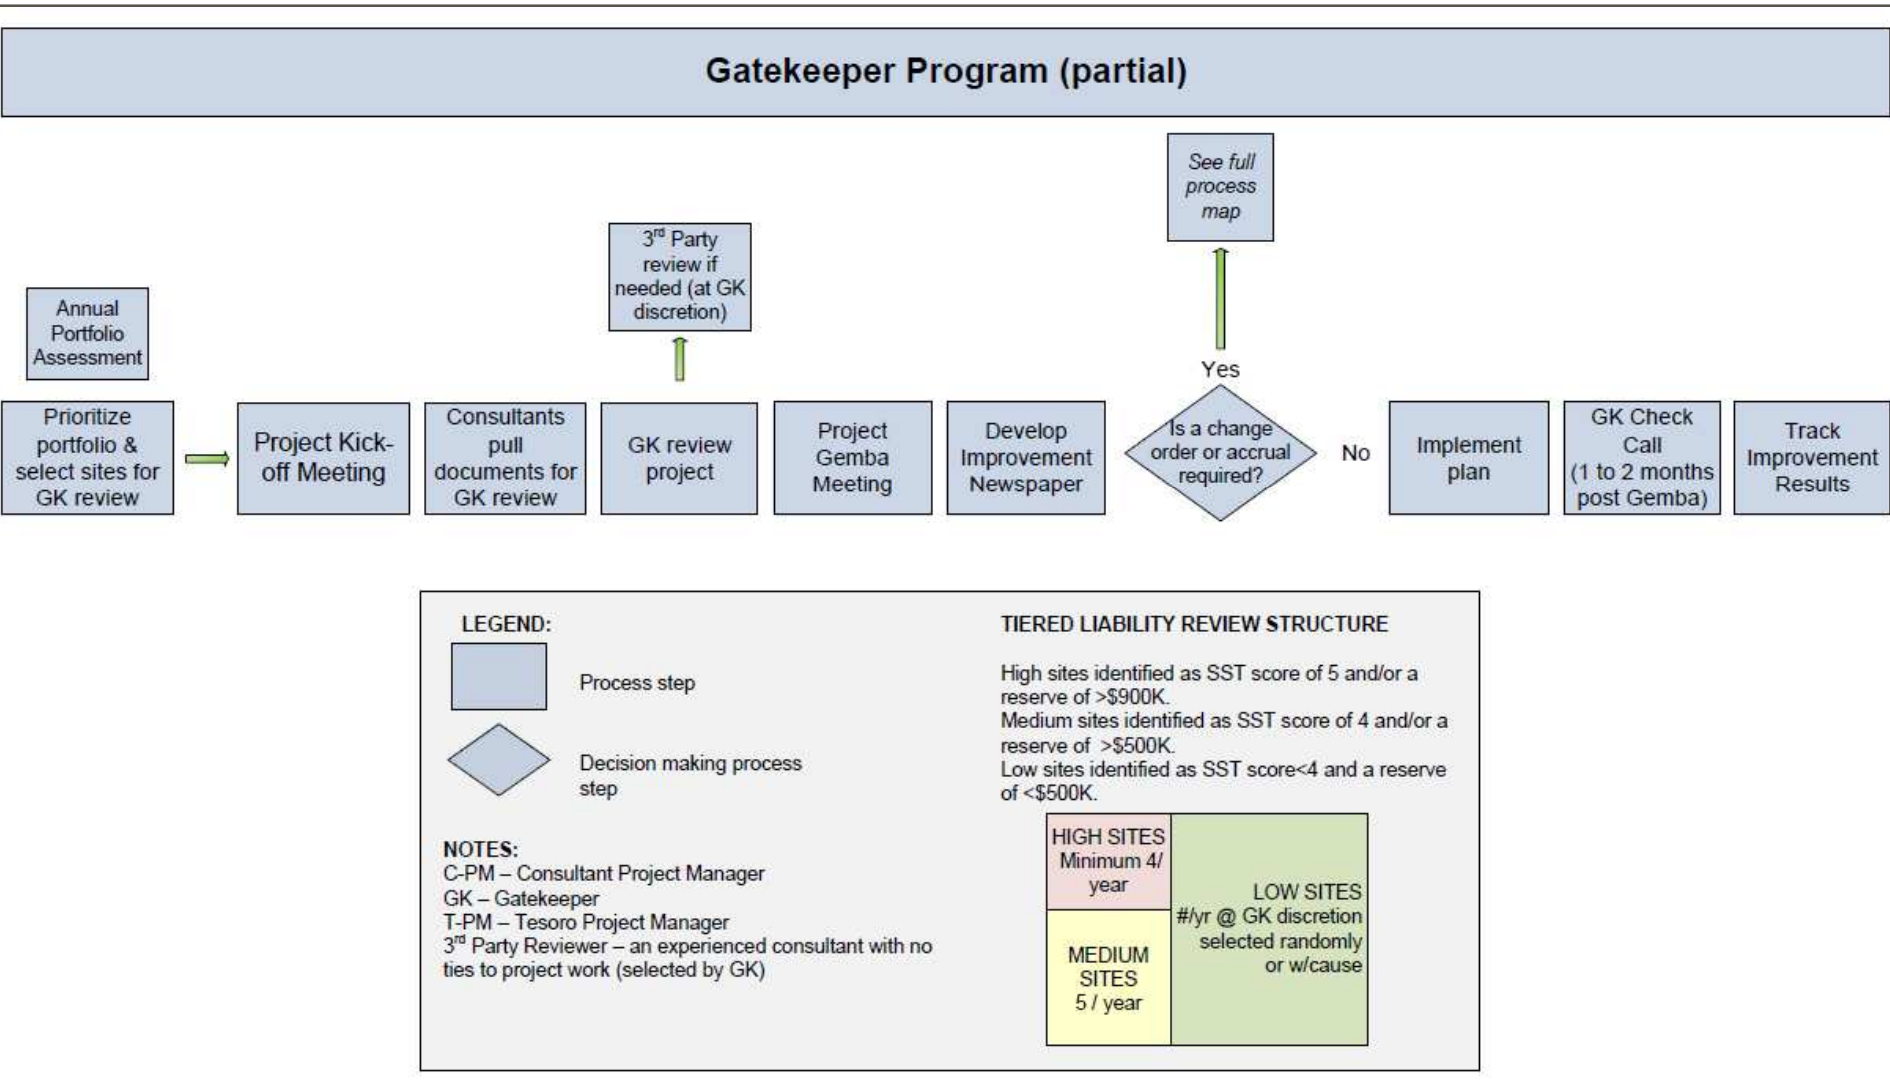 Gatekeeper Program (partial)
See full
process
map
3rd Party
review if
needed (at GK
discretion)
Annual
Portfolio
Assessment
Yes
Prioritize
portfolio &
select sites for
GK review
Project Kick-
off Meeting
Consultants
pull
documents for
GK review
GK review
project
Project
Gemba
Meeting
Develop
Improvement
Newspaper
Is a change
order or accrual
required?
No
Implement
plan
GK Check
Call
(1 to 2 months
post Gemba)
Track
Improvement
Results
LEGEND:
Process step
Decision making process
step
NOTES:
C-PM – Consultant Project Manager
GK – Gatekeeper
T-PM – Tesoro Project Manager
3rd Party Reviewer – an experienced consultant with no
ties to project work (selected by GK)
TIERED LIABILITY REVIEW STRUCTURE
High sites identified as SST score of 5 and/or a
reserve of >$900K.
Medium sites identified as SST score of 4 and/or a
reserve of >$500K.
Low sites identified as SST score<4 and a reserve
of <$500K.
HIGH SITES
Minimum 4/
year
MEDIUM
SITES
5 / year
LOW SITES
#/yr @ GK discretion
selected randomly
or w/cause